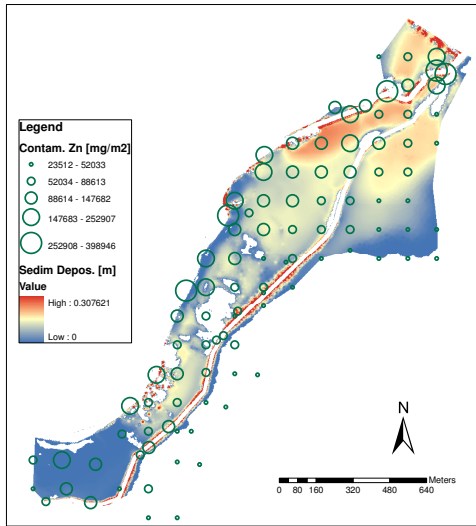 Legend
Contam. Zn [mg/m2]
23512 - 52033
52034 - 88613
88614 - 147682
147683 - 252907
252908 - 398946
Sedim Depos. [m]
Value
High : 0.307621
Low : 0
N
Meters
0 80 160 320 480 640